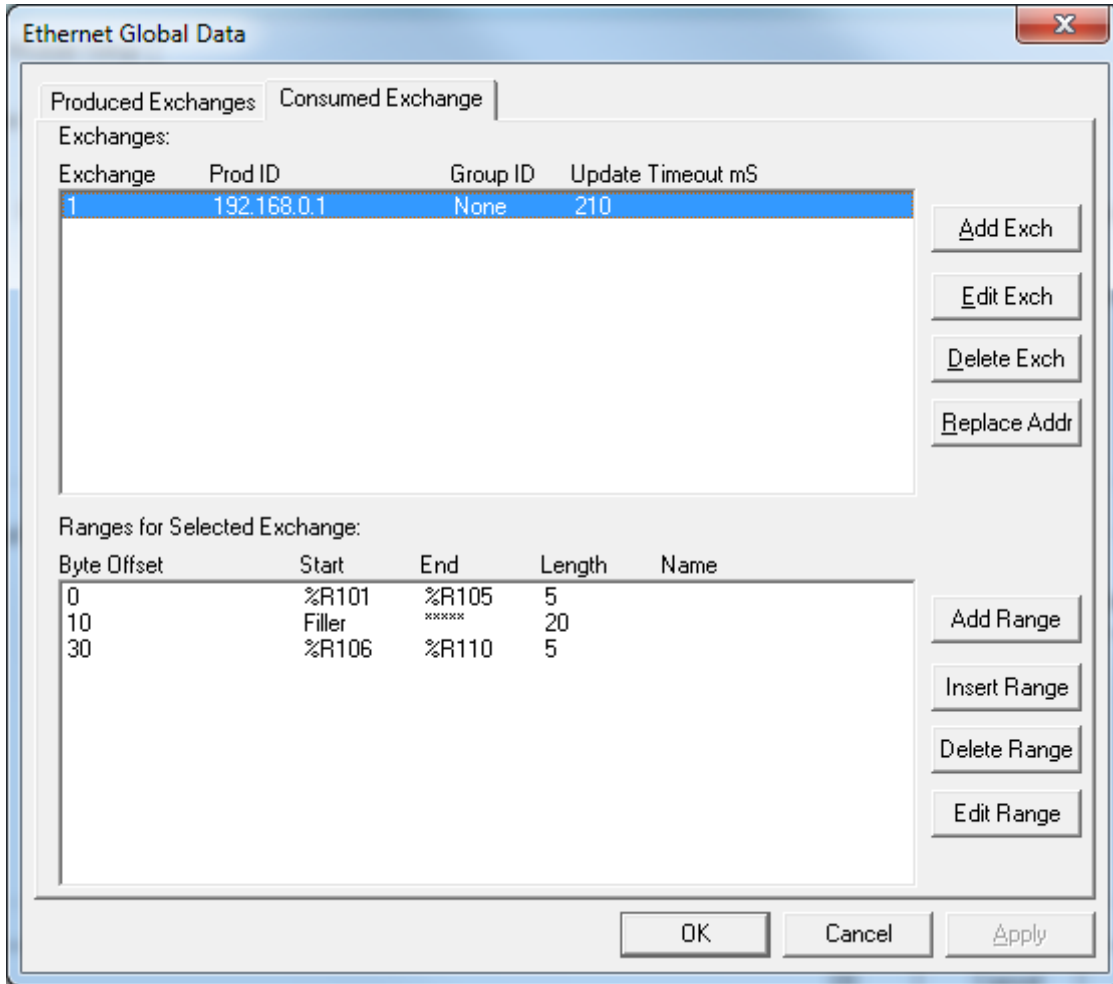 Ethernet Global Data
Produced Exchanges Consumed Exchange
Exchanges:
Exchange Prod ID Group ID Update Timeout mS
1 192.168.0.1 None 210
Add Exch
Edit Exch
Delete Exch
Replace Addr
Ranges for Selected Exchange:
Byte Offset Start End Length Name
0 %R101 %R105 5
10 Filler ***** 20
30 %R106 %R110 5
Add Range
Insert Range
Delete Range
Edit Range
OK Cancel Apply